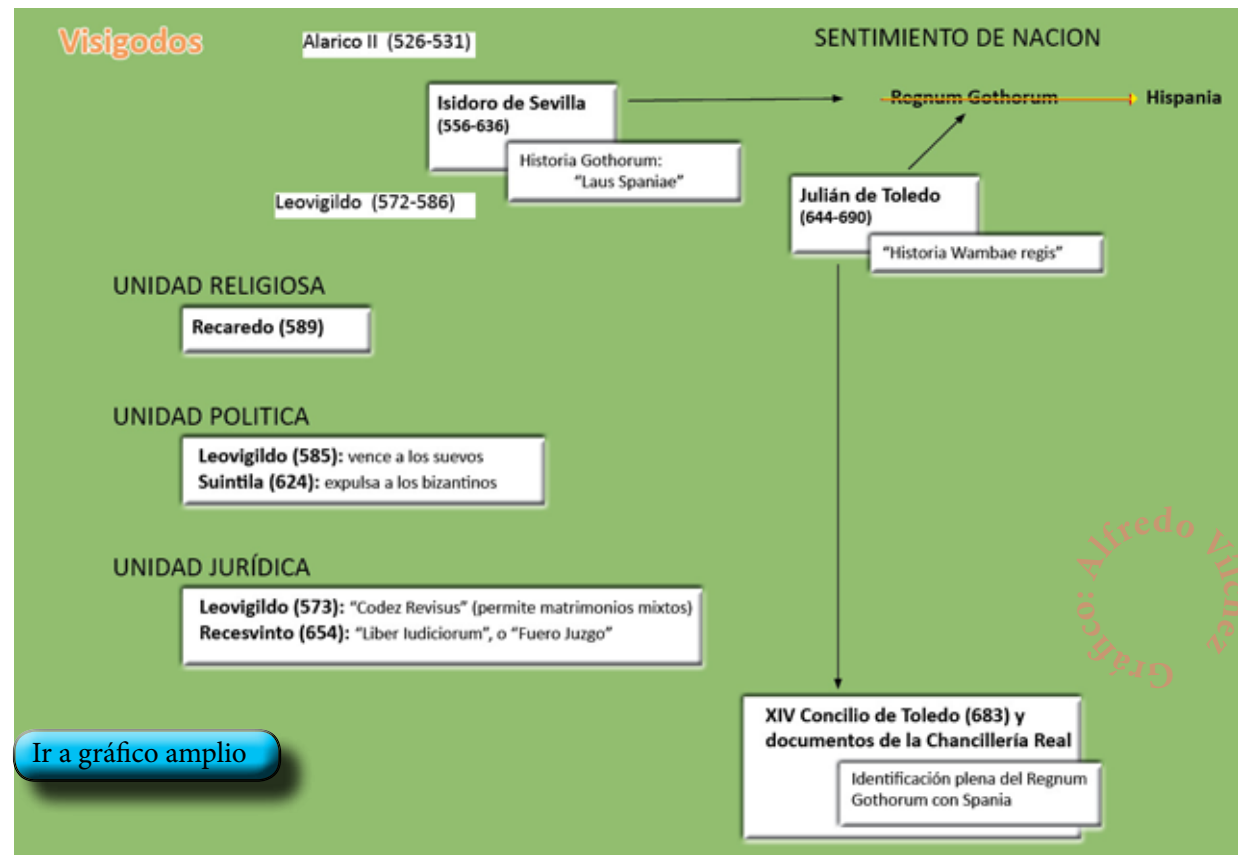 Visigodos
Alarico II (526-531)
SENTIMIENTO DE NACION
Isidoro de Sevilla
(556-636)
Regnum Gothorum
Hispania
Historia Gothorum:
“Laus Spaniae”
Leovigildo (572-586)
Julián de Toledo
(644-690)
“Historia Wambae regis”
UNIDAD RELIGIOSA
Recaredo (589)
UNIDAD POLITICA
Leovigildo (585): vence a los suevos
Suintila (624): expulsa a los bizantinos
UNIDAD JURÍDICA
Leovigildo (573): “Codez Revisus” (permite matrimonios mixtos)
Recesvinto (654): “Liber Iudiciorum”, o “Fuero Juzgo”
Gráfico: Alfredo Vílchez
XIV Concilio de Toledo (683) y
documentos de la Chancillería Real
Identificación plena del Regnum
Gothorum con Spania
Ir a gráfico amplio